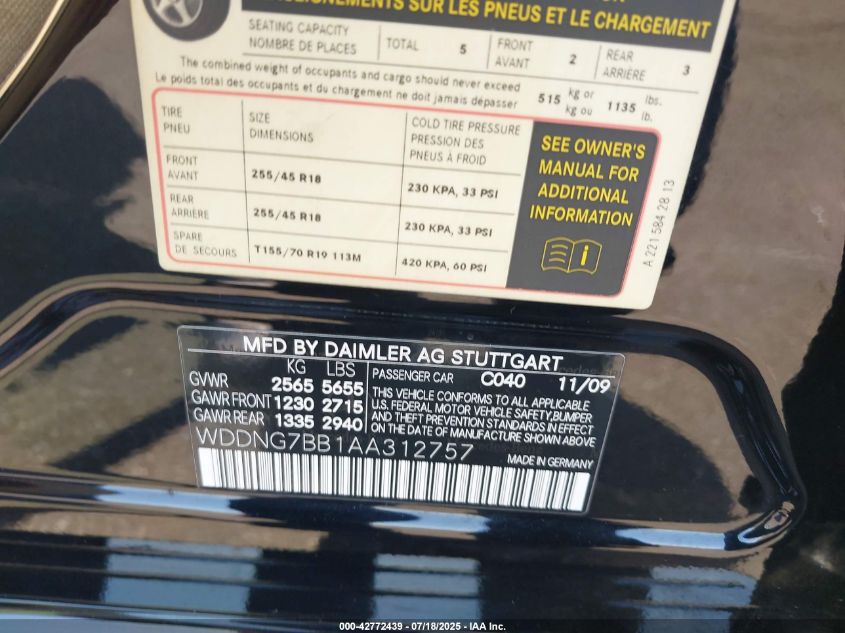 RENSEIGNEMENTS SUR LES PNEUS ET LE CHARGEMENT
SEATING CAPACITY
NOMBRE DE PLACES
TOTAL 5
FRONT
AVANT 2
REAR
ARRIÈRE 3
The combined weight of occupants and cargo should never exceed
Le poids total des occupants et du chargement ne doit jamais dépasser
515 kg or
kg ou
1135 lbs.
lb.
TIRE
PNEU
SIZE
DIMENSIONS
COLD TIRE PRESSURE
PRESSION DES
PNEUS À FROID
FRONT
AVANT
255/45 R18
230 KPA, 33 PSI
REAR
ARRIÈRE
255/45 R18
230 KPA, 33 PSI
SPARE
DE SECOURS
T155/70 R19 113M
420 KPA, 60 PSI
SEE OWNER'S
MANUAL FOR
ADDITIONAL
INFORMATION
A 221 584 28 13
MFD BY DAIMLER AG STUTTGART
KG LBS
GVWR 2565 5655
GAWR FRONT 1230 2715
GAWR REAR 1335 2940
PASSENGER CAR C040 11/09
THIS VEHICLE CONFORMS TO ALL APPLICABLE
U.S. FEDERAL MOTOR VEHICLE SAFETY, BUMPER
AND THEFT PREVENTION STANDARDS IN EFFECT
ON THE DATE OF MANUFACTURE SHOWN ABOVE.
WDDNG7BB1AA312757
MADE IN GERMANY
000-42772439 - 07/18/2025 - IAA Inc.